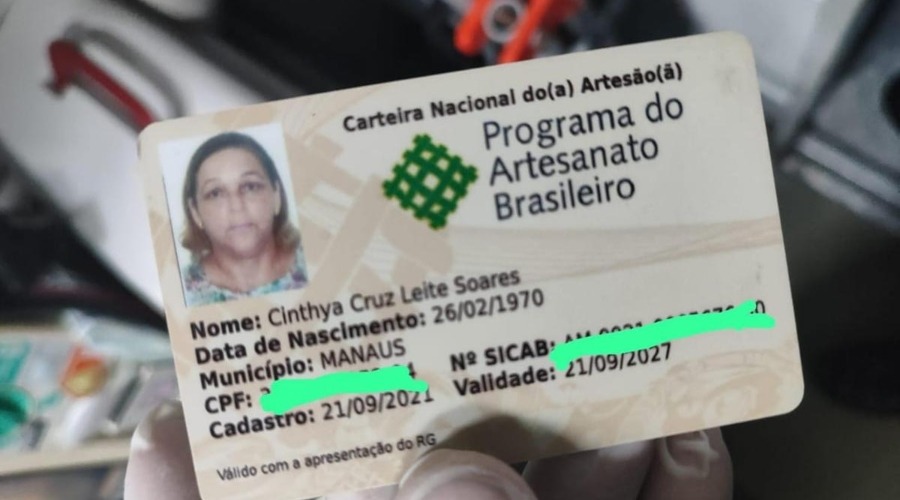 Carteira Nacional do(a) Artesão(ã)
Programa do
Artesanato
Brasileiro
Nome: Cinthya Cruz Leite Soares
Data de Nascimento: 26/02/1970
Município: MANAUS
Nº SICAB:
CPF:
Validade: 21/09/2027
Cadastro: 21/09/2021
Válido com a apresentação do RG